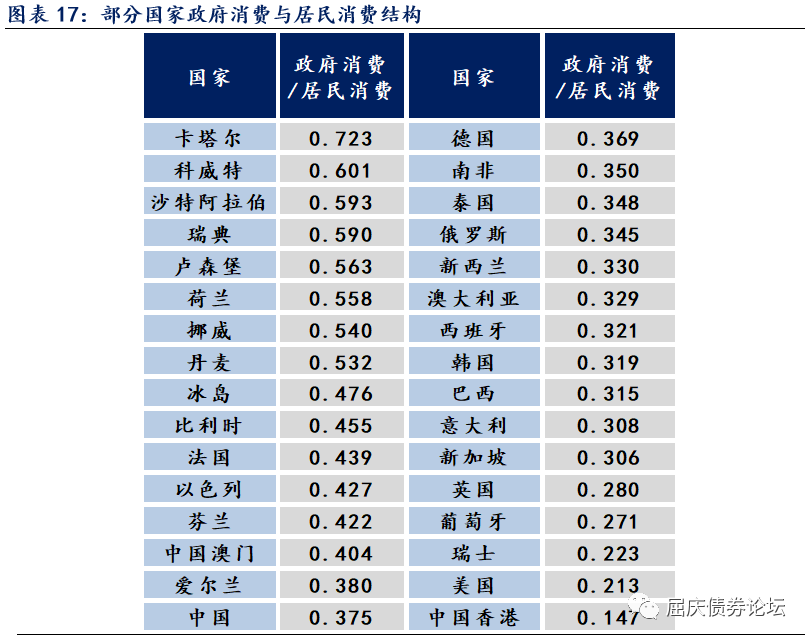 图表 17：部分国家政府消费与居民消费结构
国家 政府消费/居民消费 国家 政府消费/居民消费
卡塔尔 0.723 德国 0.369
科威特 0.601 南非 0.350
沙特阿拉伯 0.593 泰国 0.348
瑞典 0.590 俄罗斯 0.345
卢森堡 0.563 新西兰 0.330
荷兰 0.558 澳大利亚 0.329
挪威 0.540 西班牙 0.321
丹麦 0.532 韩国 0.319
冰岛 0.476 巴西 0.315
比利时 0.455 意大利 0.308
法国 0.439 新加坡 0.306
以色列 0.427 英国 0.280
芬兰 0.422 葡萄牙 0.271
中国澳门 0.404 瑞士 0.223
爱尔兰 0.380 美国 0.213
中国 0.375 中国香港 0.147
屈庆债券论坛